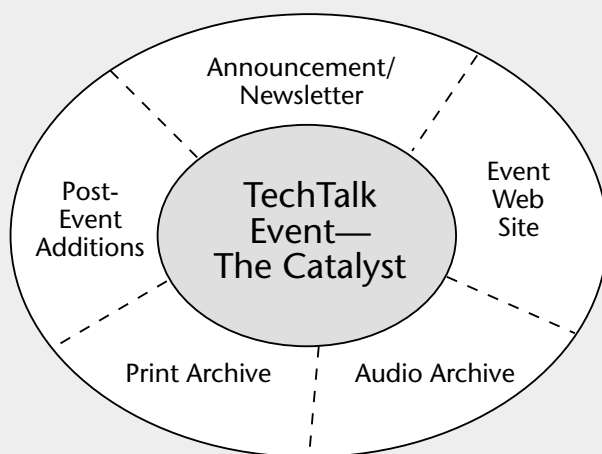 Announcement/
Newsletter
Event
Web
Site
Post-
Event
Additions
TechTalk
Event—
The Catalyst
Print Archive
Audio Archive